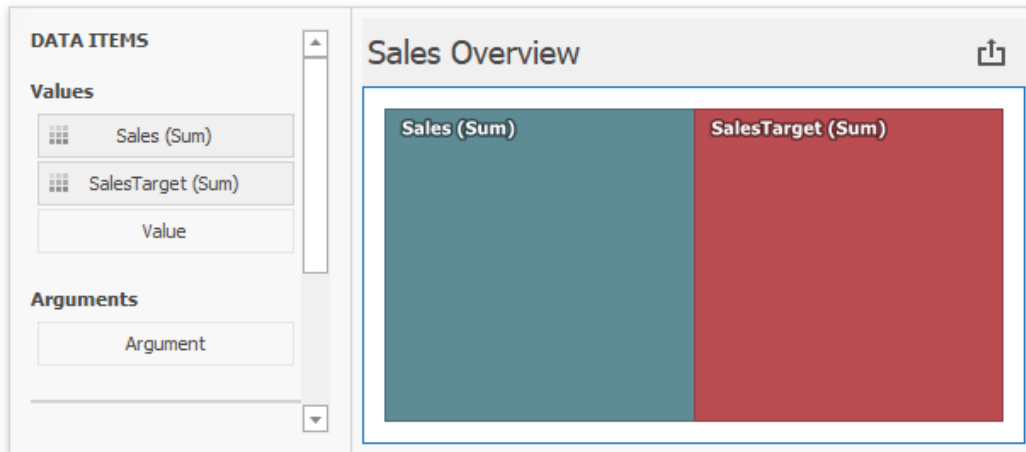 DATA ITEMS
Values
Sales (Sum)
SalesTarget (Sum)
Value
Arguments
Argument
Sales Overview
Sales (Sum)
SalesTarget (Sum)